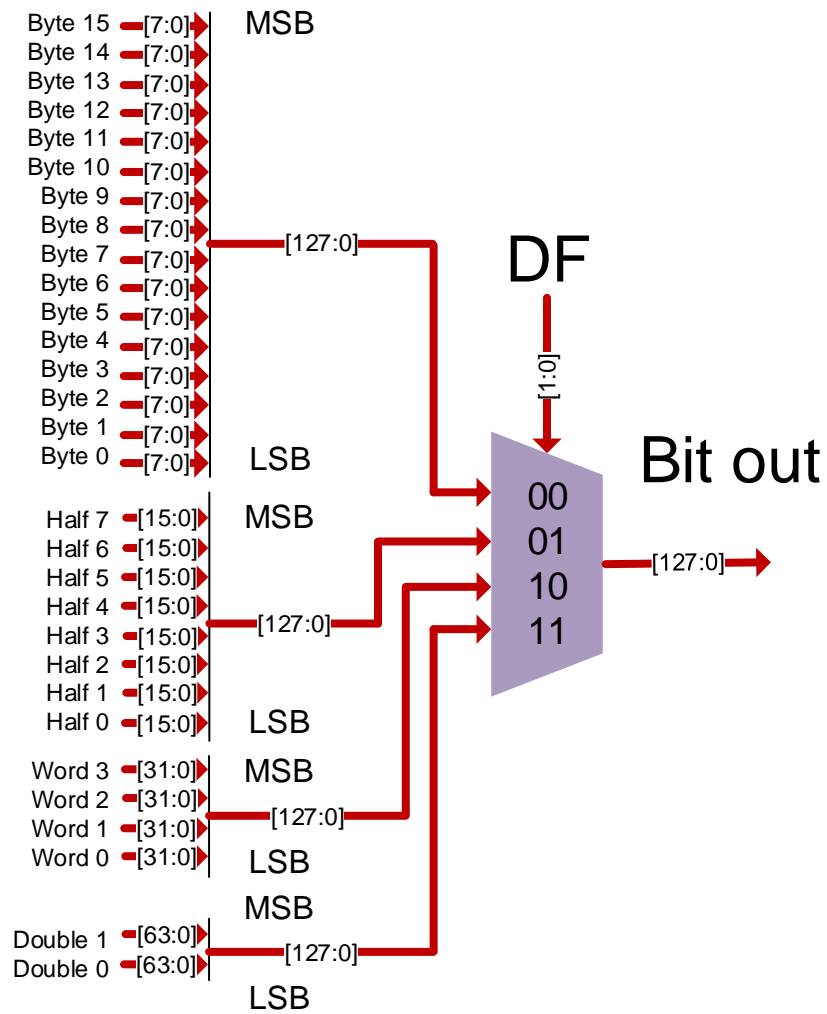 Byte 15 [7:0] MSB
Byte 14 [7:0]
Byte 13 [7:0]
Byte 12 [7:0]
Byte 11 [7:0]
Byte 10 [7:0]
Byte 9 [7:0]
Byte 8 [7:0]
[127:0]
Byte 7 [7:0]
Byte 6 [7:0]
Byte 5 [7:0]
Byte 4 [7:0]
Byte 3 [7:0]
Byte 2 [7:0]
Byte 1 [7:0]
Byte 0 [7:0] LSB
Half 7 [15:0] MSB
Half 6 [15:0]
Half 5 [15:0]
Half 4 [15:0]
[127:0]
Half 3 [15:0]
Half 2 [15:0]
Half 1 [15:0]
Half 0 [15:0] LSB
Word 3 [31:0] MSB
Word 2 [31:0]
[127:0]
Word 1 [31:0]
Word 0 [31:0] LSB
MSB
Double 1 [63:0]
[127:0]
Double 0 [63:0]
LSB
DF
[1:0]
00
01
10
11
Bit out
[127:0]